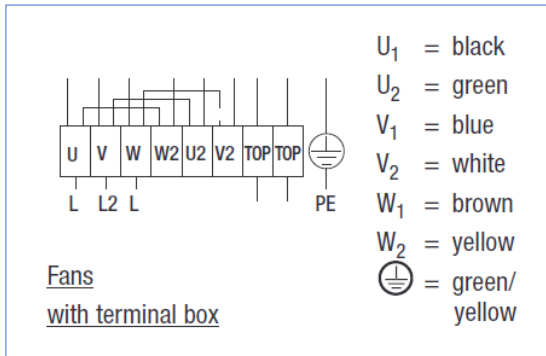 U V W W2 U2 V2 TOP TOP
L L2 L PE
Fans
with terminal box
U1 = black
U2 = green
V1 = blue
V2 = white
W1 = brown
W2 = yellow
= green/
yellow